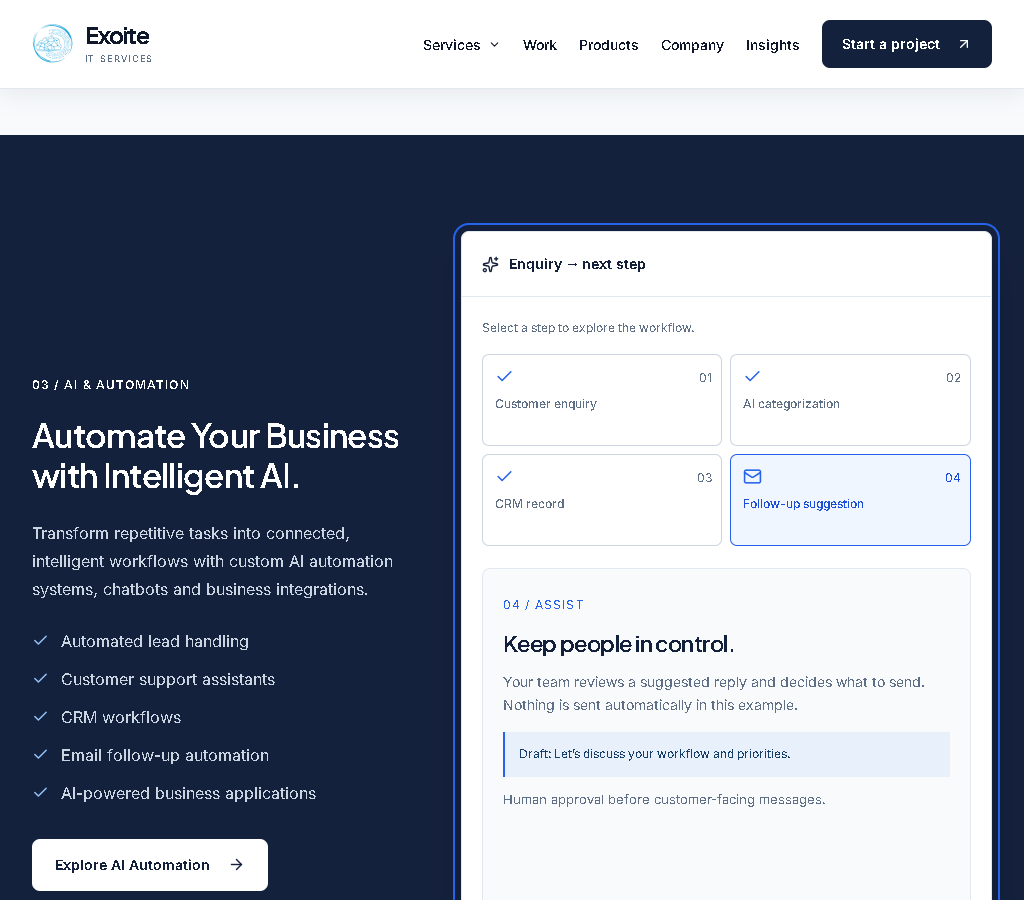 Exoite
IT SERVICES
Services
Work
Products
Company
Insights
Start a project
03 / AI & AUTOMATION
Automate Your Business
with Intelligent AI.
Transform repetitive tasks into connected,
intelligent workflows with custom AI automation
systems, chatbots and business integrations.
Automated lead handling
Customer support assistants
CRM workflows
Email follow-up automation
AI-powered business applications
Explore AI Automation
Enquiry → next step
Select a step to explore the workflow.
01
Customer enquiry
02
AI categorization
03
CRM record
04
Follow-up suggestion
04 / ASSIST
Keep people in control.
Your team reviews a suggested reply and decides what to send.
Nothing is sent automatically in this example.
Draft: Let’s discuss your workflow and priorities.
Human approval before customer-facing messages.